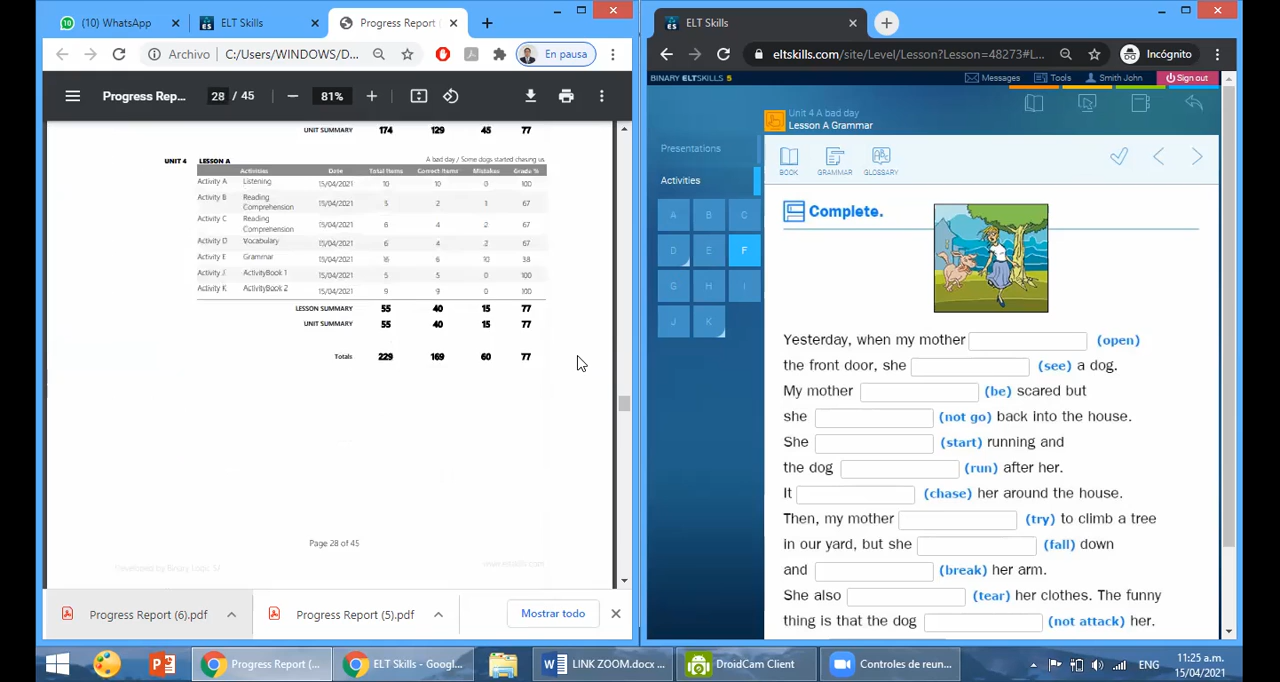 (10) WhatsApp
ELT Skills
Progress Report (
Archivo
C:/Users/WINDOWS/D...
En pausa
Progress Rep...
28 / 45
81%
UNIT SUMMARY 174 129 45 77
UNIT 4 LESSON A A bad day / Some dogs started chasing us
Activities Date Total Items Correct Items Mistakes Grade %
Activity A Listening 15/04/2021 10 10 0 100
Activity B Reading Comprehension 15/04/2021 3 2 1 67
Activity C Reading Comprehension 15/04/2021 6 4 2 67
Activity D Vocabulary 15/04/2021 6 4 2 67
Activity E Grammar 15/04/2021 16 6 10 38
ActivityBook 1 15/04/2021 5 5 0 100
Activity K ActivityBook 2 15/04/2021 9 9 0 100
LESSON SUMMARY 55 40 15 77
UNIT SUMMARY 55 40 15 77
Totals 229 169 60 77
Page 28 of 45
Developed by Binary Logic SA
www.eltskills.com
Progress Report (6).pdf
Progress Report (5).pdf
Mostrar todo
ELT Skills
eltskills.com/site/Level/Lesson?Lesson=48273#L...
Incógnito
BINARY ELTSKILLS 5
Messages
Tools
Smith John
Sign out
Unit 4 A bad day
Lesson A Grammar
Presentations
Activities
A B C
D E F
G H I
J K
BOOK
GRAMMAR
GLOSSARY
Complete.
Yesterday, when my mother (open)
the front door, she (see) a dog.
My mother (be) scared but
she (not go) back into the house.
She (start) running and
the dog (run) after her.
It (chase) her around the house.
Then, my mother (try) to climb a tree
in our yard, but she (fall) down
and (break) her arm.
She also (tear) her clothes. The funny
thing is that the dog (not attack) her.
Progress Report (...
ELT Skills - Googl...
LINK ZOOM.docx ...
DroidCam Client
Controles de reun...
ENG
11:25 a.m.
15/04/2021